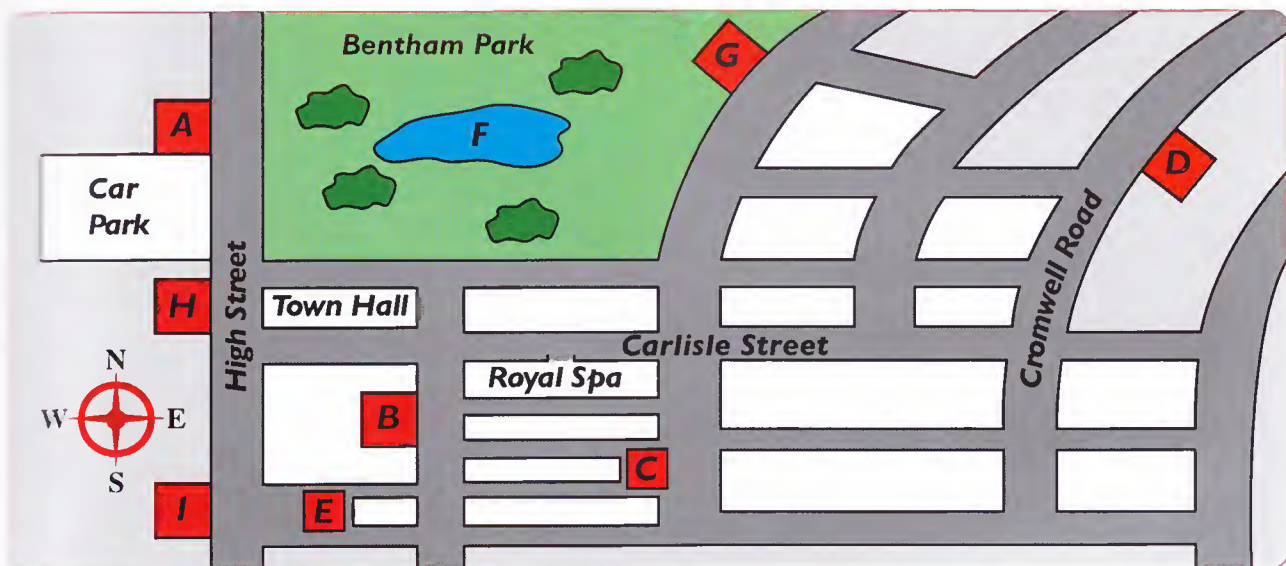 Bentham Park
G
A
F
D
Car
Park
Cromwell Road
H
Town Hall
High Street
Carlisle Street
Royal Spa
N
W
E
S
B
C
I
E